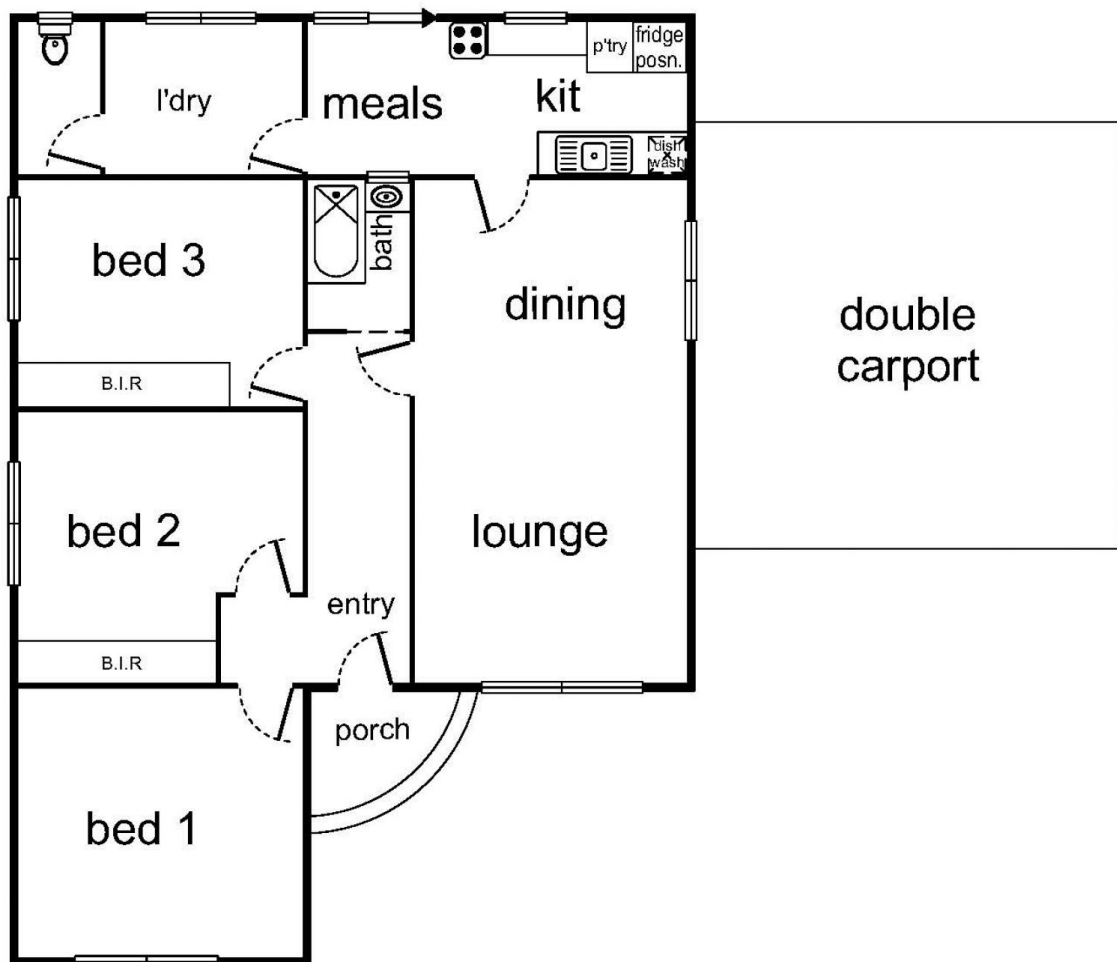 fridge
posn.
p'try
l'dry
meals
kit
dish
wash
bath
bed 3
dining
double
carport
B.I.R
bed 2
lounge
entry
B.I.R
porch
bed 1